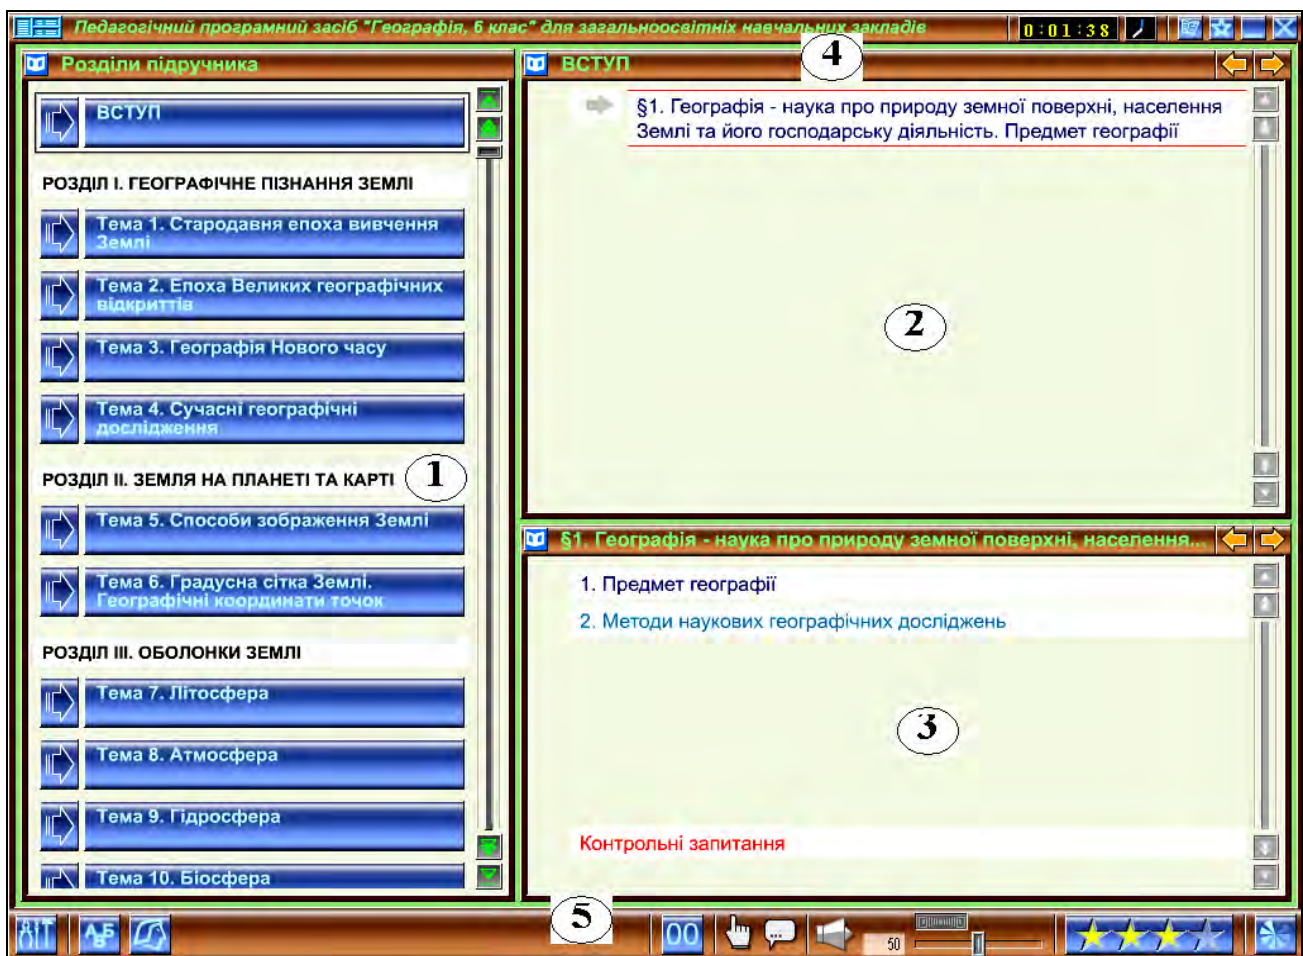 Педагогічний програмний засіб "Географія, 6 клас" для загальноосвітніх навчальних закладів
0:01:38
4
Розділи підручника
ВСТУП
РОЗДІЛ І. ГЕОГРАФІЧНЕ ПІЗНАННЯ ЗЕМЛІ
Тема 1. Стародавня епоха вивчення
Землі
Тема 2. Епоха Великих географічних
відкриттів
Тема 3. Географія Нового часу
Тема 4. Сучасні географічні
дослідження
РОЗДІЛ ІІ. ЗЕМЛЯ НА ПЛАНЕТІ ТА КАРТІ
1
Тема 5. Способи зображення Землі
Тема 6. Градусна сітка Землі.
Географічні координати точок
РОЗДІЛ ІІІ. ОБОЛОНКИ ЗЕМЛІ
Тема 7. Літосфера
Тема 8. Атмосфера
Тема 9. Гідросфера
Тема 10. Біосфера
ВСТУП
§1. Географія - наука про природу земної поверхні, населення
Землі та його господарську діяльність. Предмет географії
2
§1. Географія - наука про природу земної поверхні, населення...
1. Предмет географії
2. Методи наукових географічних досліджень
3
Контрольні запитання
5
АБВ
00
50